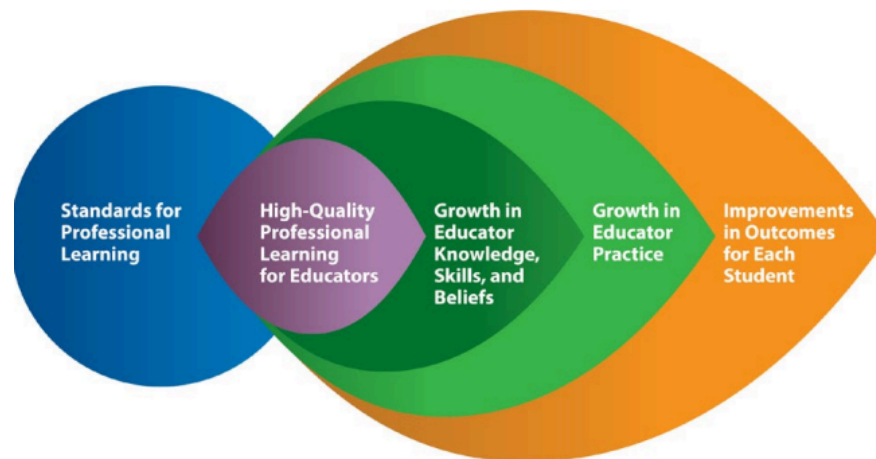 Standards for
Professional
Learning
High-Quality
Professional
Learning
for Educators
Growth in
Educator
Knowledge,
Skills, and
Beliefs
Growth in
Educator
Practice
Improvements
in Outcomes
for Each
Student